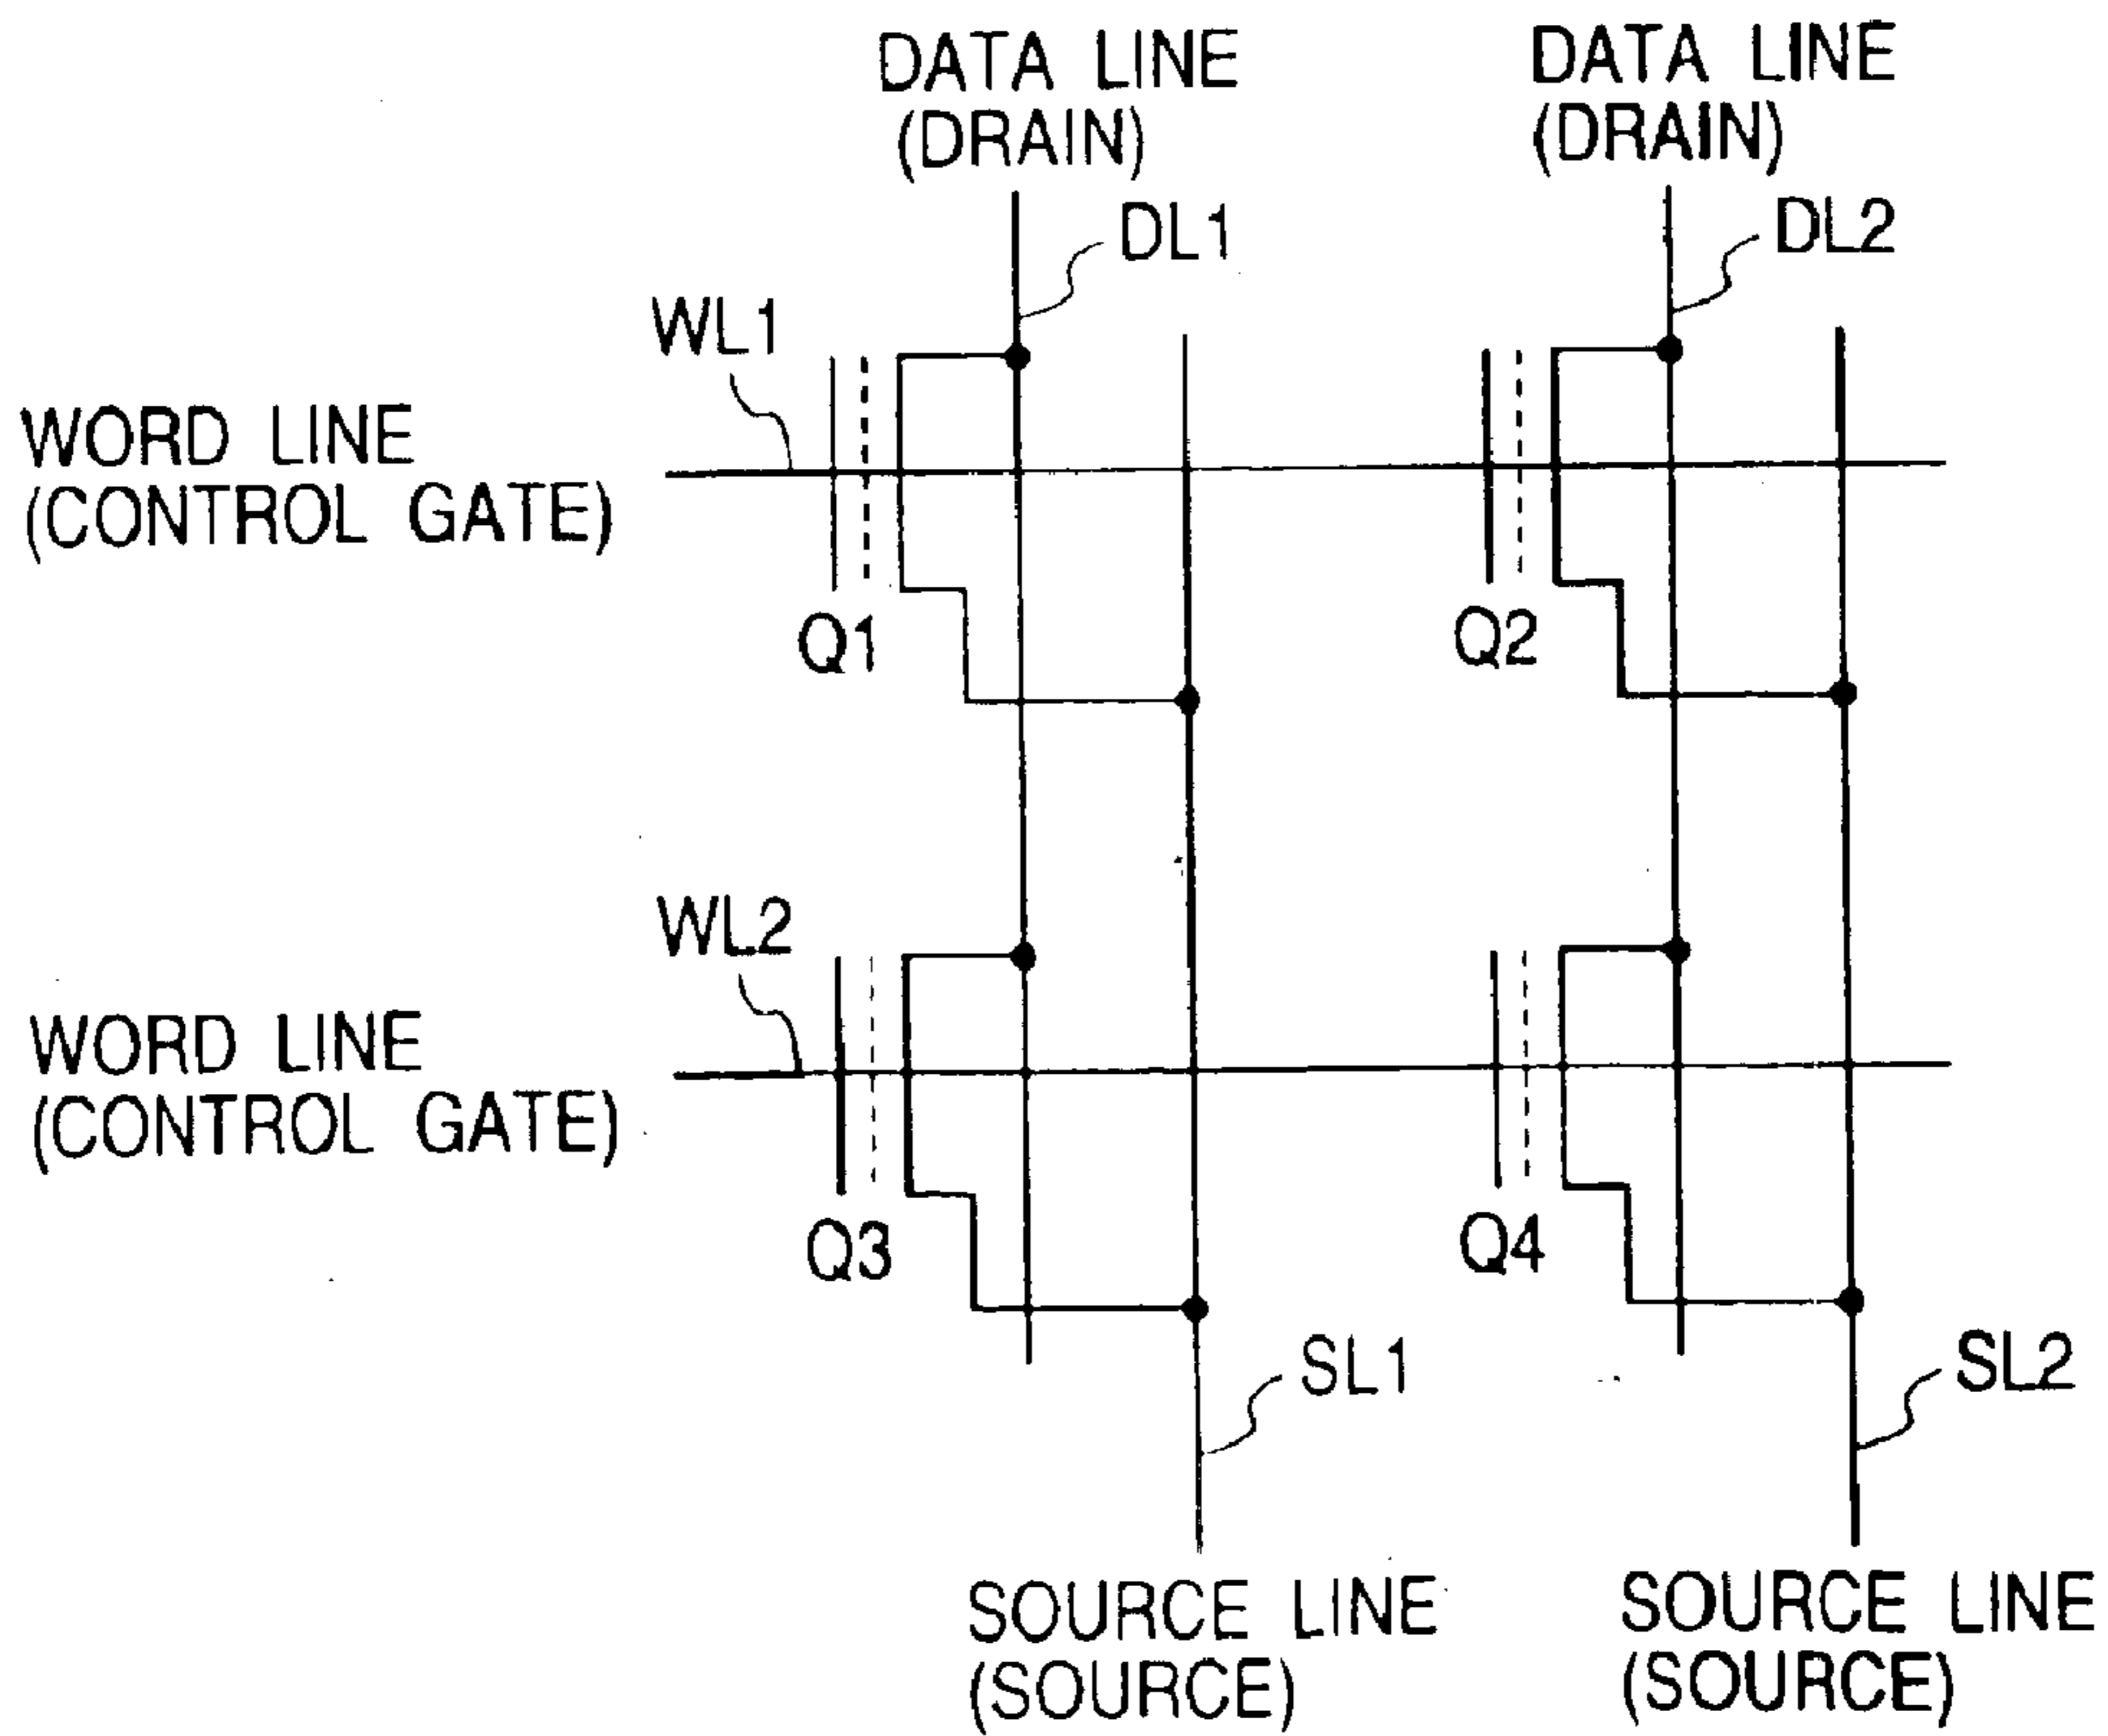 DATA LINE
(DRAIN)
DATA LINE
(DRAIN)
DL1
DL2
WL1
WORD LINE
(CONTROL GATE)
Q1
Q2
WL2
WORD LINE
(CONTROL GATE)
Q3
Q4
SL1
SL2
SOURCE LINE
(SOURCE)
SOURCE LINE
(SOURCE)